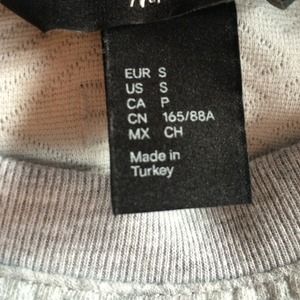 EUR S
US S
CA P
CN 165/88A
MX CH
Made in
Turkey